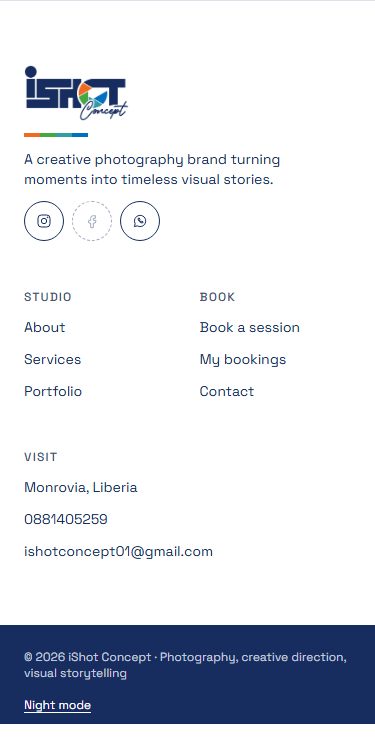 iSHOT
Concept
A creative photography brand turning
moments into timeless visual stories.
STUDIO
About
Services
Portfolio
BOOK
Book a session
My bookings
Contact
VISIT
Monrovia, Liberia
0881405259
ishotconcept01@gmail.com
© 2026 iShot Concept · Photography, creative direction,
visual storytelling
Night mode